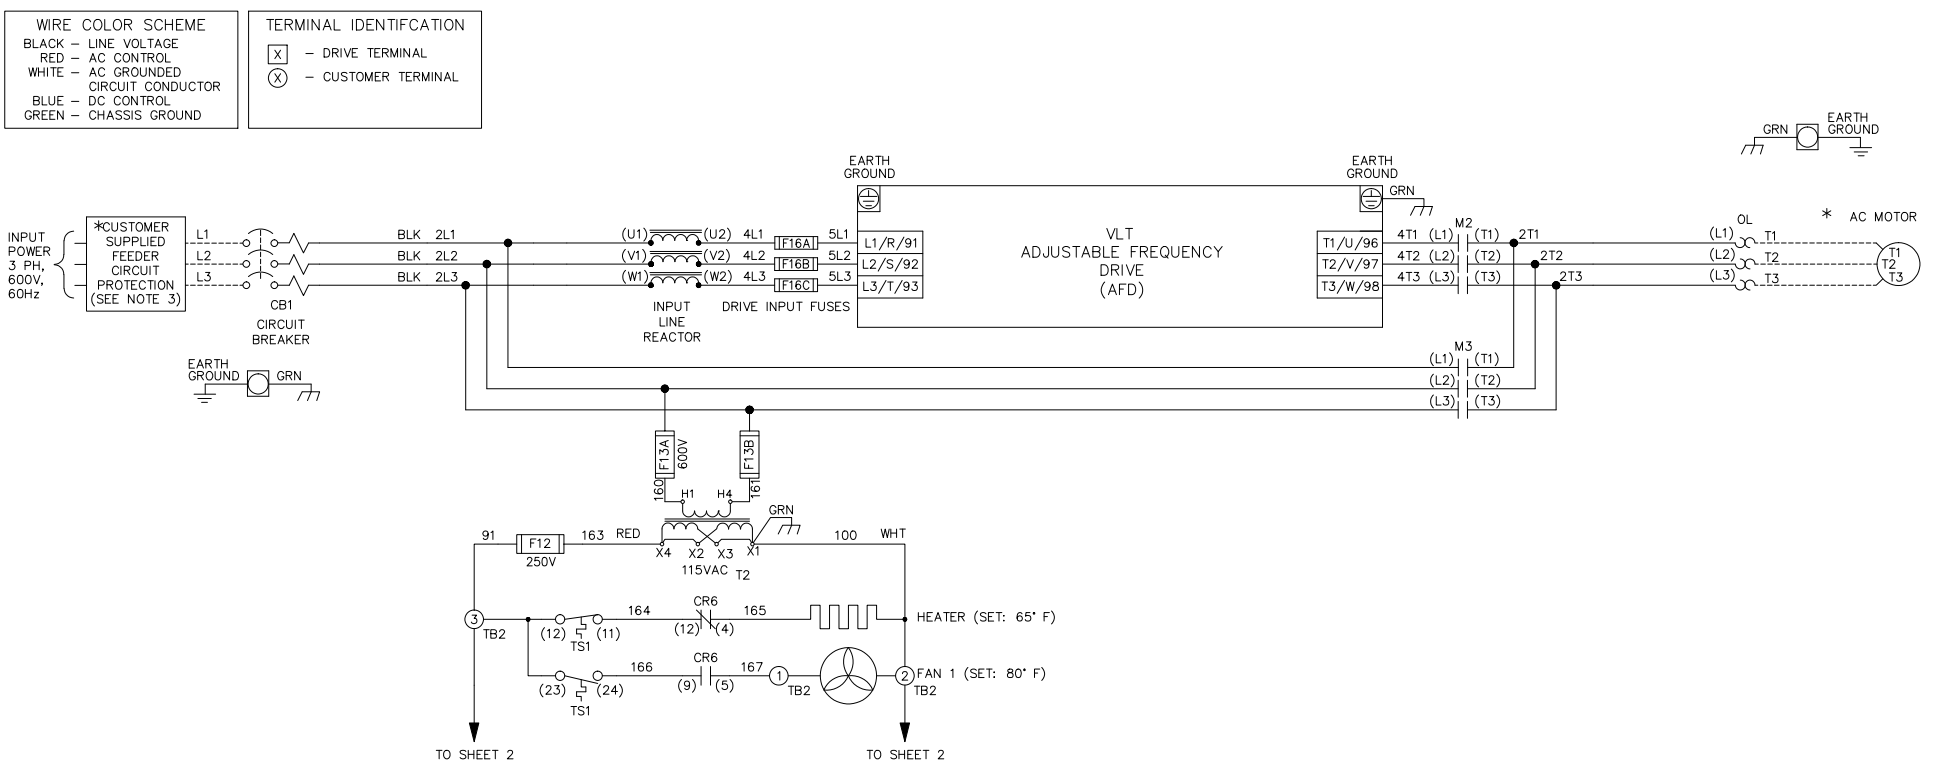 WIRE COLOR SCHEME
BLACK – LINE VOLTAGE
RED – AC CONTROL
WHITE – AC GROUNDED
CIRCUIT CONDUCTOR
BLUE – DC CONTROL
GREEN – CHASSIS GROUND
TERMINAL IDENTIFCATION
X – DRIVE TERMINAL
X – CUSTOMER TERMINAL
GRN
EARTH
GROUND
EARTH
GROUND
EARTH
GROUND
GRN
INPUT
POWER
3 PH,
600V,
60Hz
*CUSTOMER
SUPPLIED
FEEDER
CIRCUIT
PROTECTION
(SEE NOTE 3)
L1
L2
L3
CB1
CIRCUIT
BREAKER
BLK 2L1
BLK 2L2
BLK 2L3
(U1) (U2) 4L1 F16A 5L1 L1/R/91
(V1) (V2) 4L2 F16B 5L2 L2/S/92
(W1) (W2) 4L3 F16C 5L3 L3/T/93
INPUT
LINE
REACTOR
DRIVE INPUT FUSES
VLT
ADJUSTABLE FREQUENCY
DRIVE
(AFD)
M2
T1/U/96 4T1 (L1) (T1) 2T1
T2/V/97 4T2 (L2) (T2) 2T2
T3/W/98 4T3 (L3) (T3) 2T3
OL
(L1) T1
(L2) T2
(L3) T3
* AC MOTOR
T1
T2
T3
EARTH
GROUND
GRN
M3
(L1) (T1)
(L2) (T2)
(L3) (T3)
F13A
600V
F13B
160
161
H1 H4
GRN
91 F12 163 RED
250V
X4 X2 X3 X1
100 WHT
115VAC T2
3
TB2
(12) (11)
TS1
164
CR6
(12) (4)
165
HEATER (SET: 65° F)
(23) (24)
TS1
166
CR6
(9) (5)
167
1
TB2
2
TB2
FAN 1 (SET: 80° F)
TO SHEET 2
TO SHEET 2